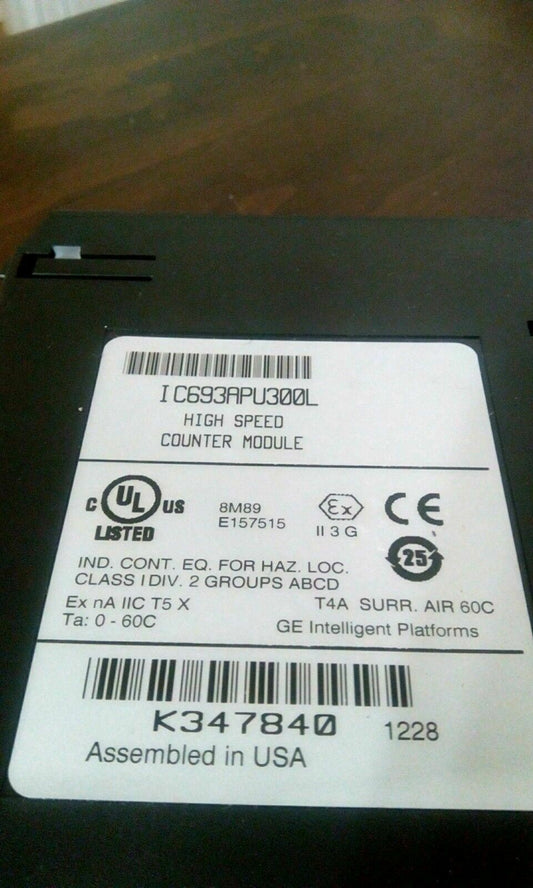 IC693APU300L
HIGH SPEED
COUNTER MODULE
C UL US
LISTED
8M89
E157515
Ex
II 3 G
CE
25
IND. CONT. EQ. FOR HAZ. LOC.
CLASS I DIV. 2 GROUPS ABCD
Ex nA IIC T5 X
T4A SURR. AIR 60C
Ta: 0 - 60C
GE Intelligent Platforms
K347840
1228
Assembled in USA